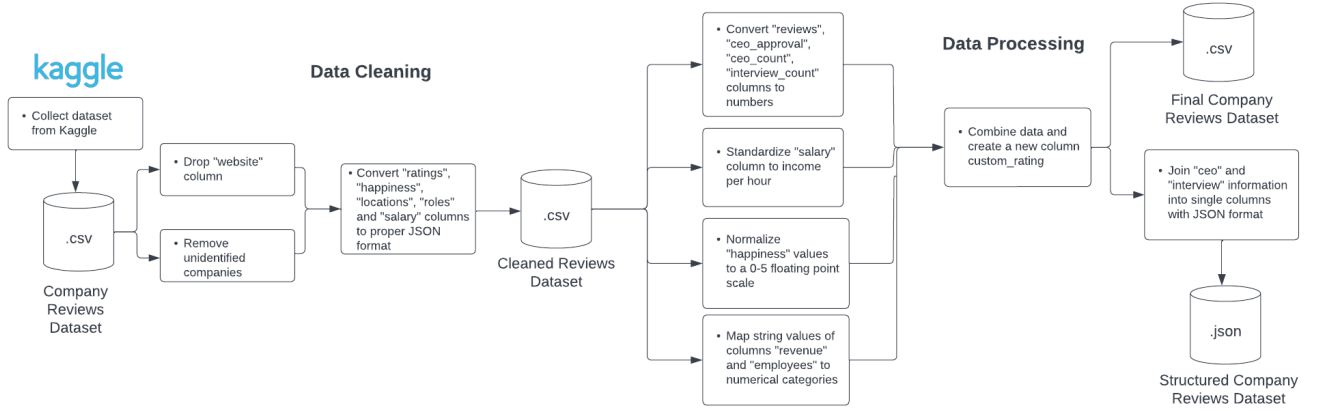 kaggle
• Collect dataset
from Kaggle
.csv
Company
Reviews
Dataset
Data Cleaning
• Drop "website"
column
• Remove
unidentified
companies
• Convert "ratings",
"happiness",
"locations", "roles"
and "salary" columns
to proper JSON
format
.csv
Cleaned Reviews
Dataset
• Convert "reviews",
"ceo_approval",
"ceo_count",
"interview_count"
columns to
numbers
• Standardize "salary"
column to income
per hour
• Normalize
"happiness" values
to a 0-5 floating point
scale
• Map string values of
columns "revenue"
and "employees" to
numerical categories
Data Processing
• Combine data and
create a new column
custom_rating
.csv
Final Company
Reviews Dataset
• Join "ceo" and
"interview" information
into single columns
with JSON format
.json
Structured Company
Reviews Dataset